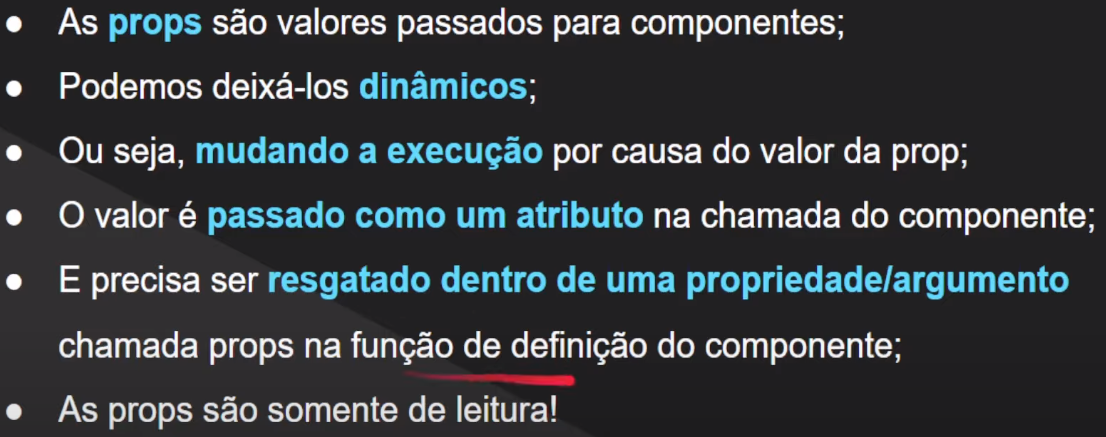 ● As props são valores passados para componentes;
● Podemos deixá-los dinâmicos;
● Ou seja, mudando a execução por causa do valor da prop;
● O valor é passado como um atributo na chamada do componente;
● E precisa ser resgatado dentro de uma propriedade/argumento
chamada props na função de definição do componente;
● As props são somente de leitura!